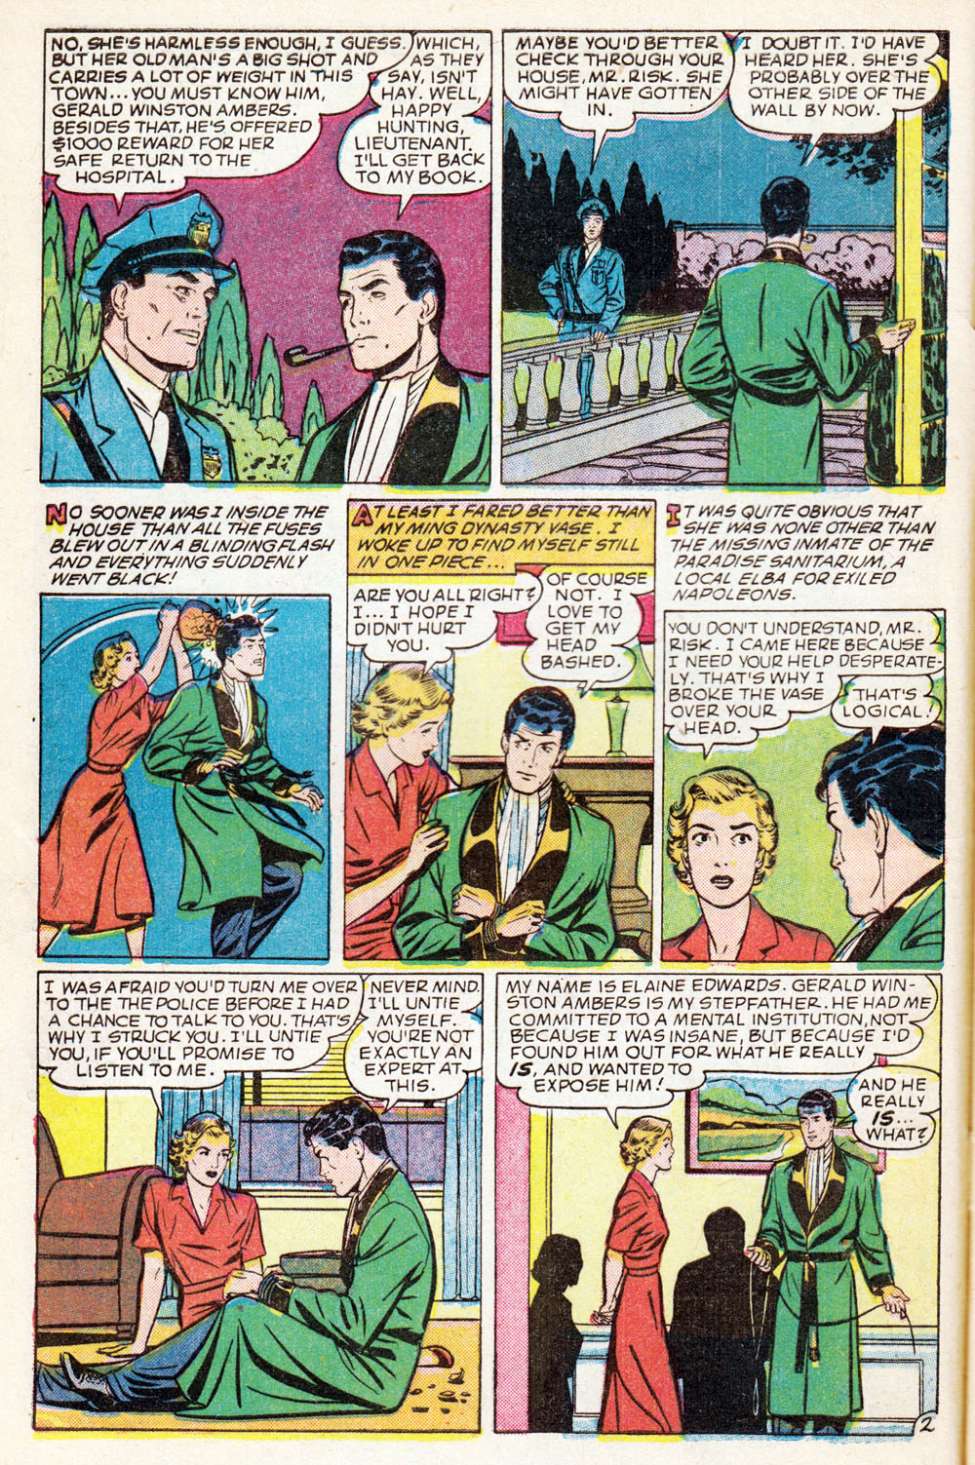 NO, SHE'S HARMLESS ENOUGH, I GUESS.
BUT HER OLD MAN'S A BIG SHOT AND
CARRIES A LOT OF WEIGHT IN THIS
TOWN... YOU MUST KNOW HIM,
GERALD WINSTON AMBERS.
BESIDES THAT, HE'S OFFERED
$1000 REWARD FOR HER
SAFE RETURN TO THE
HOSPITAL.
WHICH,
AS THEY
SAY, ISN'T
HAY. WELL,
HAPPY
HUNTING,
LIEUTENANT.
I'LL GET BACK
TO MY BOOK.
MAYBE YOU'D BETTER
CHECK THROUGH YOUR
HOUSE, MR. RISK. SHE
MIGHT HAVE GOTTEN
IN.
I DOUBT IT. I'D HAVE
HEARD HER. SHE'S
PROBABLY OVER THE
OTHER SIDE OF THE
WALL BY NOW.
NO SOONER WAS I INSIDE THE
HOUSE THAN ALL THE FUSES
BLEW OUT IN A BLINDING FLASH
AND EVERYTHING SUDDENLY
WENT BLACK!
AT LEAST I FARED BETTER THAN
MY MING DYNASTY VASE. I
WOKE UP TO FIND MYSELF STILL
IN ONE PIECE...
ARE YOU ALL RIGHT?
I... I HOPE I
DIDN'T HURT
YOU.
OF COURSE
NOT. I
LOVE TO
GET MY
HEAD
BASHED.
IT WAS QUITE OBVIOUS THAT
SHE WAS NONE OTHER THAN
THE MISSING INMATE OF THE
PARADISE SANITARIUM, A
LOCAL ELBA FOR EXILED
NAPOLEONS.
YOU DON'T UNDERSTAND, MR.
RISK. I CAME HERE BECAUSE
I NEED YOUR HELP DESPERATE-
LY. THAT'S WHY I
BROKE THE VASE
OVER YOUR
HEAD.
THAT'S
LOGICAL!
I WAS AFRAID YOU'D TURN ME OVER
TO THE THE POLICE BEFORE I HAD
A CHANCE TO TALK TO YOU. THAT'S
WHY I STRUCK YOU. I'LL UNTIE
YOU, IF YOU'LL PROMISE TO
LISTEN TO ME.
NEVER MIND.
I'LL UNTIE
MYSELF.
YOU'RE NOT
EXACTLY AN
EXPERT AT
THIS.
MY NAME IS ELAINE EDWARDS. GERALD WIN-
STON AMBERS IS MY STEPFATHER. HE HAD ME
COMMITTED TO A MENTAL INSTITUTION, NOT
BECAUSE I WAS INSANE, BUT BECAUSE I'D
FOUND HIM OUT FOR WHAT HE REALLY
IS, AND WANTED TO
EXPOSE HIM!
AND HE
REALLY
IS...
WHAT?
2